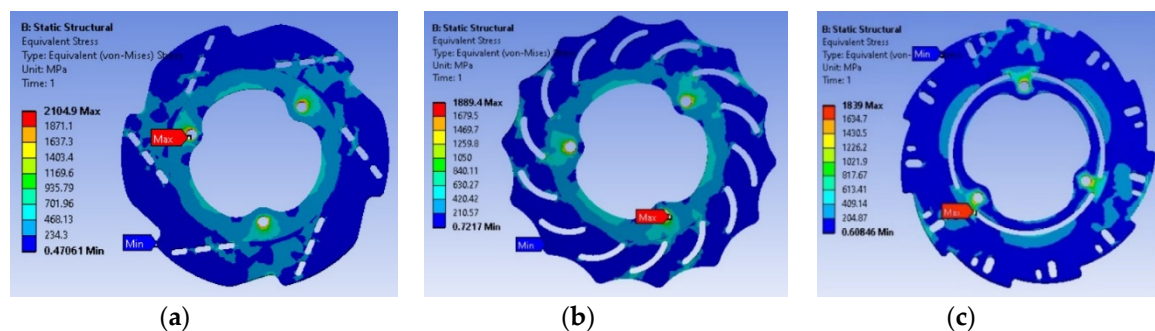 B: Static Structural
Equivalent Stress
Type: Equivalent (von-Mises) S
Unit: MPa
Time: 1
2104.9 Max
1871.1
1637.3
1403.4
1169.6
935.79
701.96
468.13
234.3
0.47061 Min
Max
Min
(a)
B: Static Structural
Equivalent Stress
Type: Equivalent (von-Mises) S
Unit: MPa
Time: 1
1889.4 Max
1679.5
1469.7
1259.8
1050
840.11
630.27
420.42
210.57
0.7217 Min
Max
Min
(b)
B: Static Structural
Equivalent Stress
Type: Equivalent (von-Mises)
Unit: MPa
Time: 1
Min
1839 Max
1634.7
1430.5
1226.2
1021.9
817.67
613.41
409.14
204.87
0.60846 Min
Max
(c)